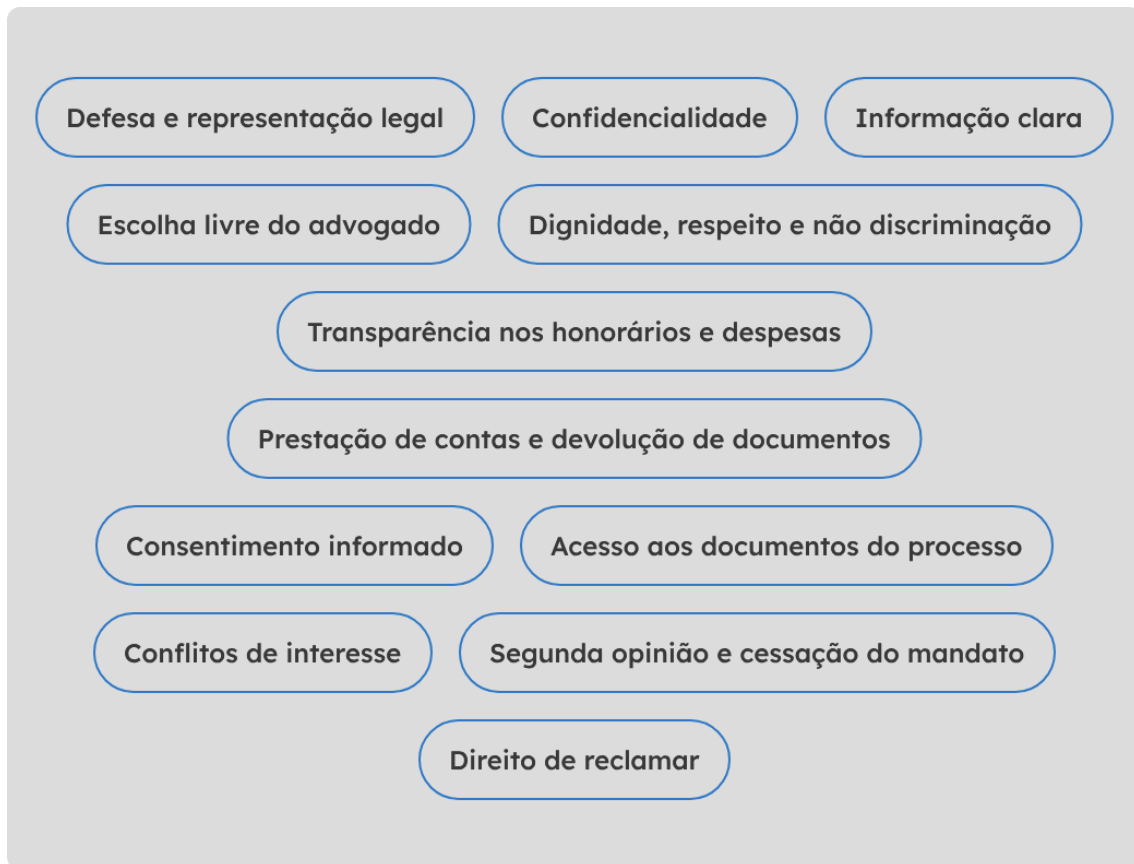 Defesa e representação legal
Confidencialidade
Informação clara
Escolha livre do advogado
Dignidade, respeito e não discriminação
Transparência nos honorários e despesas
Prestação de contas e devolução de documentos
Consentimento informado
Acesso aos documentos do processo
Conflitos de interesse
Segunda opinião e cessação do mandato
Direito de reclamar